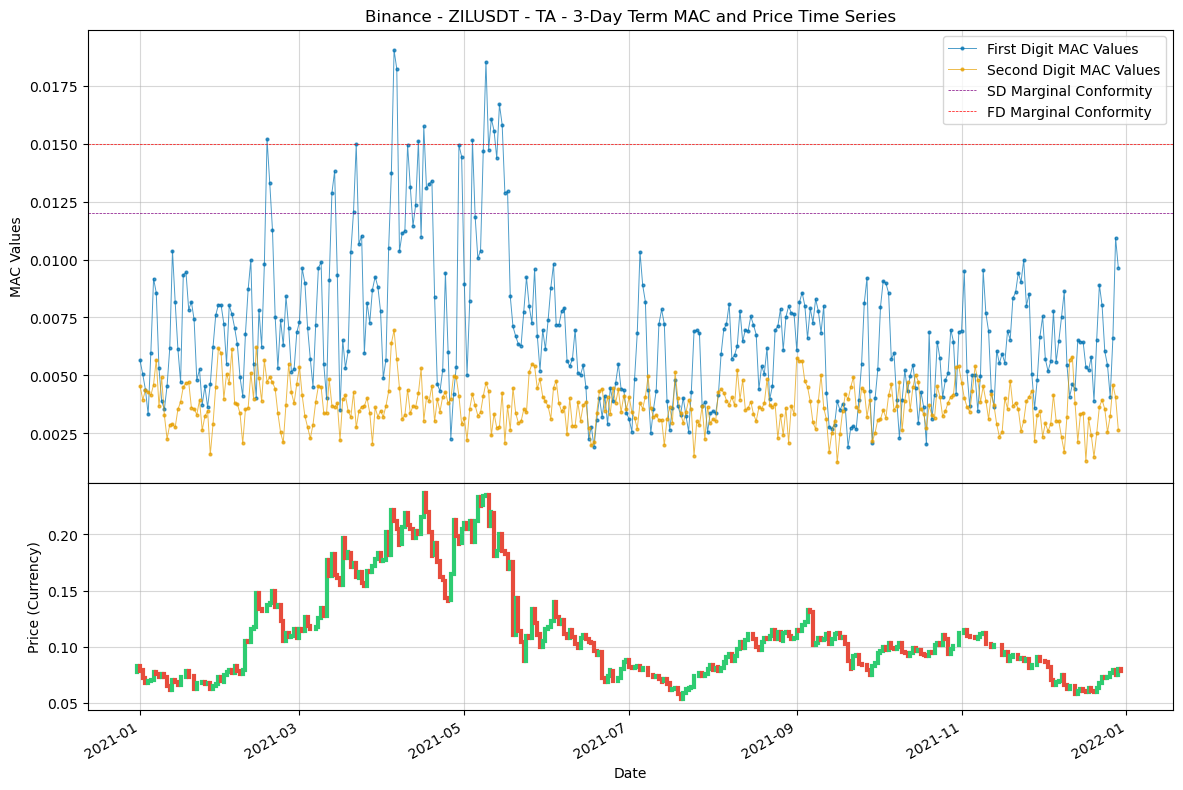 Binance - ZILUSDT - TA - 3-Day Term MAC and Price Time Series
First Digit MAC Values
Second Digit MAC Values
SD Marginal Conformity
FD Marginal Conformity
MAC Values
0.0175
0.0150
0.0125
0.0100
0.0075
0.0050
0.0025
Price (Currency)
0.20
0.15
0.10
0.05
2021-01
2021-03
2021-05
2021-07
2021-09
2021-11
2022-01
Date